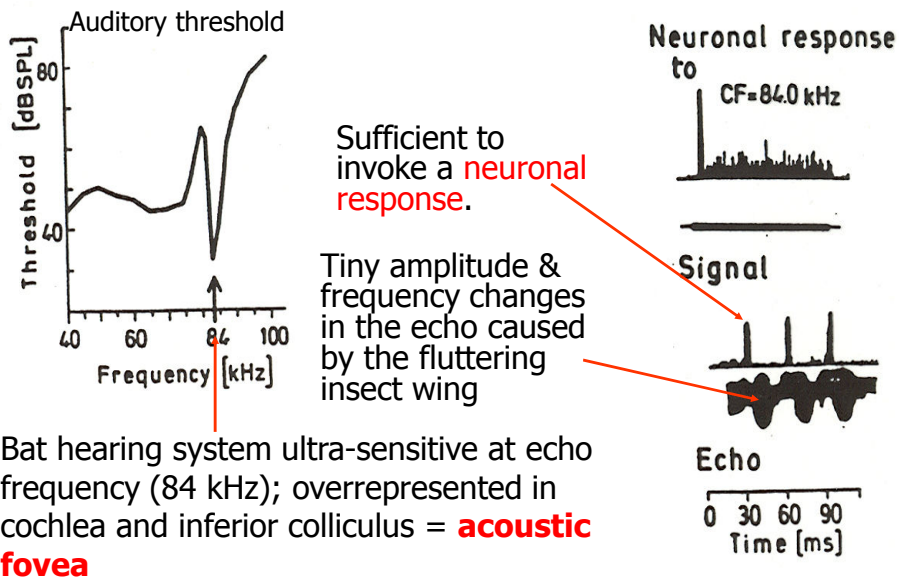 Auditory threshold
Threshold [dBSPL]
80
40
40 60 84 100
Frequency [kHz]
Bat hearing system ultra-sensitive at echo
frequency (84 kHz); overrepresented in
cochlea and inferior colliculus = acoustic
fovea
Sufficient to
invoke a neuronal
response.
Tiny amplitude &
frequency changes
in the echo caused
by the fluttering
insect wing
Neuronal response
to
CF=84.0 kHz
Signal
Echo
0 30 60 90
Time [ms]